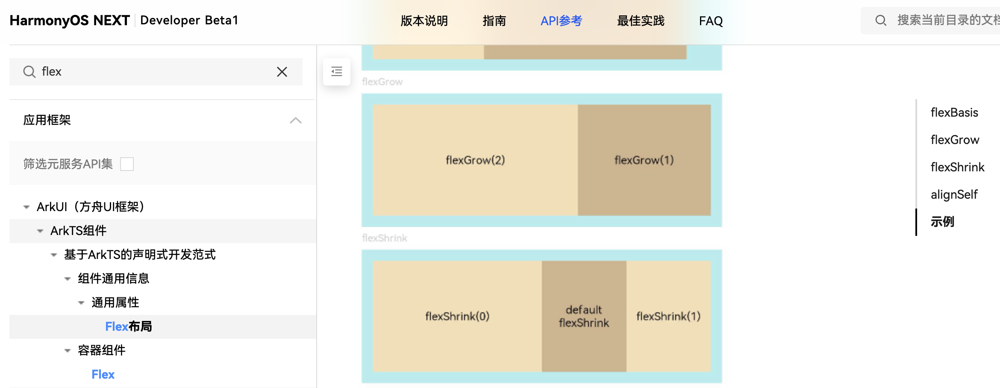 HarmonyOS NEXT Developer Beta1
版本说明 指南 API参考 最佳实践 FAQ
搜索当前目录的文档
flex
应用框架
筛选元服务API集
ArkUI（方舟UI框架）
ArkTS组件
基于ArkTS的声明式开发范式
组件通用信息
通用属性
Flex布局
容器组件
Flex
flexGrow
flexGrow(2)
flexGrow(1)
flexShrink
flexShrink(0)
default
flexShrink
flexShrink(1)
flexBasis
flexGrow
flexShrink
alignSelf
示例